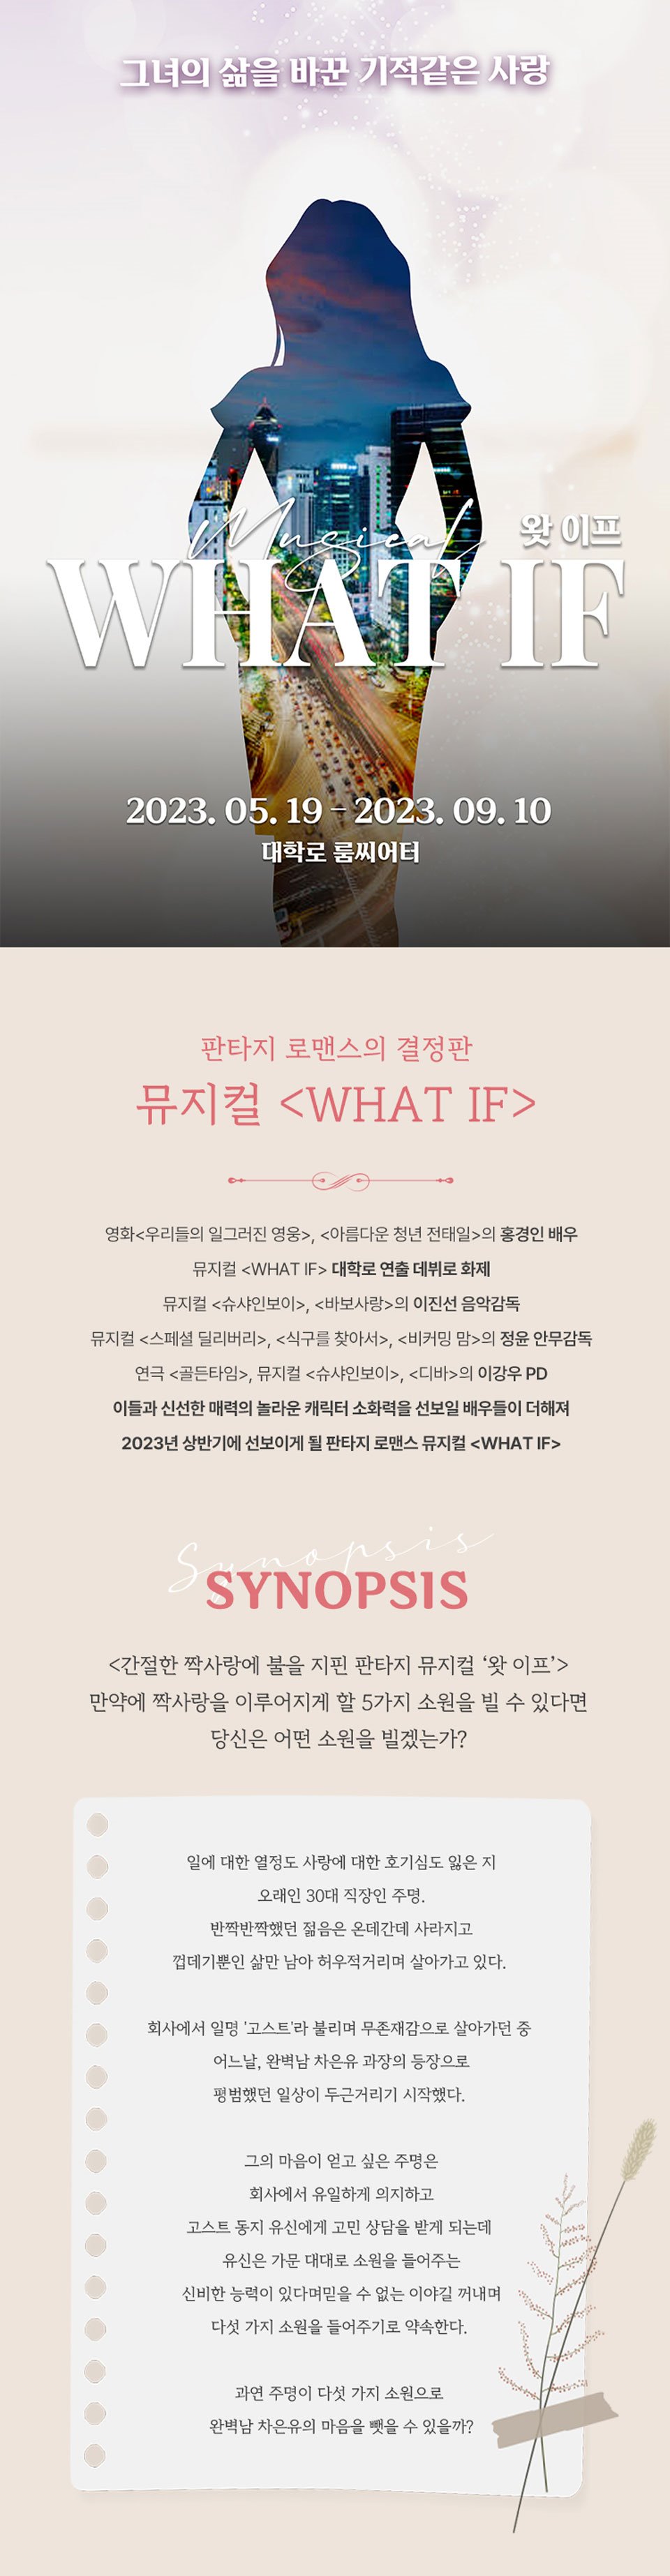 그녀의 삶을 바꾼 기적같은 사랑
Musical
왓 이프
WHAT IF
2023. 05. 19 - 2023. 09. 10
대학로 룸씨어터
판타지 로맨스의 결정판
뮤지컬 <WHAT IF>
영화<우리들의 일그러진 영웅>, <아름다운 청년 전태일>의 홍경인 배우
뮤지컬 <WHAT IF> 대학로 연출 데뷔로 화제
뮤지컬 <슈샤인보이>, <바보사랑>의 이진선 음악감독
뮤지컬 <스페셜 딜리버리>, <식구를 찾아서>, <비커밍 맘>의 정윤 안무감독
연극 <골든타임>, 뮤지컬 <슈샤인보이>, <디바>의 이강우 PD
이들과 신선한 매력의 놀라운 캐릭터 소화력을 선보일 배우들이 더해져
2023년 상반기에 선보이게 될 판타지 로맨스 뮤지컬 <WHAT IF>
Synopsis
SYNOPSIS
<간절한 짝사랑에 불을 지핀 판타지 뮤지컬 ‘왓 이프’>
만약에 짝사랑을 이루어지게 할 5가지 소원을 빌 수 있다면
당신은 어떤 소원을 빌겠는가?
일에 대한 열정도 사랑에 대한 호기심도 잃은 지
오래인 30대 직장인 주명.
반짝반짝했던 젊음은 온데간데 사라지고
껍데기뿐인 삶만 남아 허우적거리며 살아가고 있다.
회사에서 일명 '고스트'라 불리며 무존재감으로 살아가던 중
어느날, 완벽남 차은유 과장의 등장으로
평범했던 일상이 두근거리기 시작했다.
그의 마음이 얻고 싶은 주명은
회사에서 유일하게 의지하고
고스트 동지 유신에게 고민 상담을 받게 되는데
유신은 가문 대대로 소원을 들어주는
신비한 능력이 있다며믿을 수 없는 이야길 꺼내며
다섯 가지 소원을 들어주기로 약속한다.
과연 주명이 다섯 가지 소원으로
완벽남 차은유의 마음을 뺏을 수 있을까?